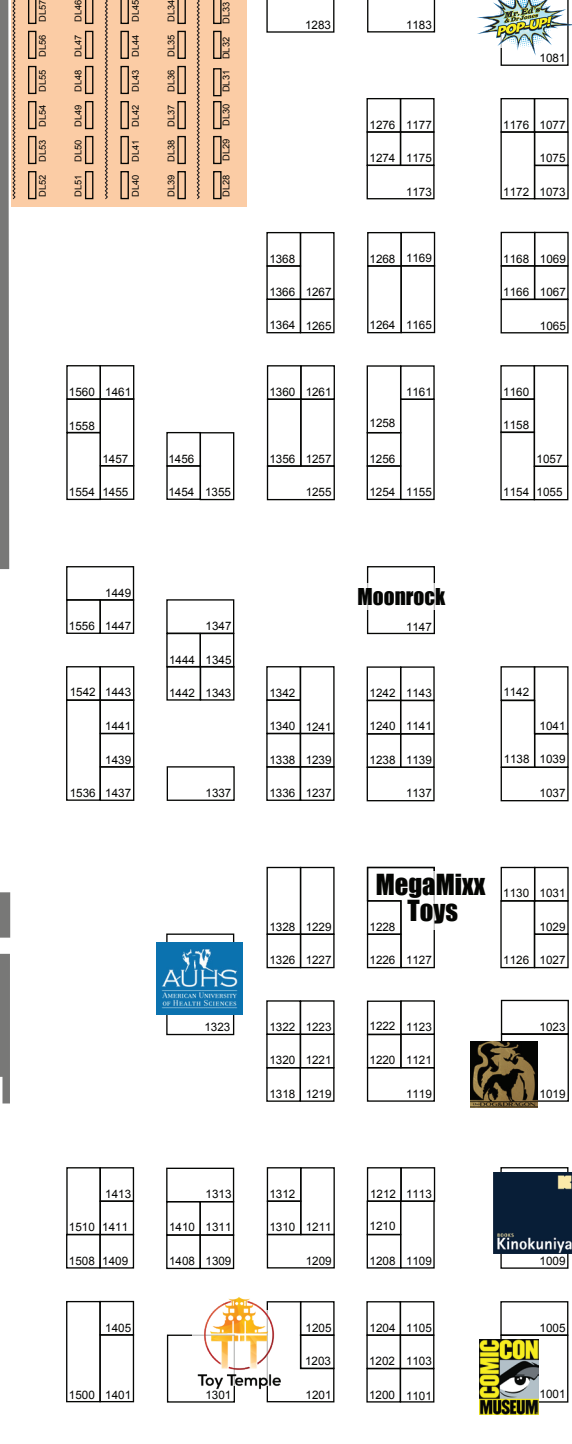 DL57 DL46 DL45 DL34 DL33
1283 1183
Mr. Ed's
& Dr Jones
POP-UP!
1081
DL56 DL47 DL44 DL35 DL32
DL55 DL48 DL43 DL36 DL31
DL54 DL49 DL42 DL37 DL30
DL53 DL50 DL41 DL38 DL29
DL52 DL51 DL40 DL39 DL28
1276 1177 1176 1077
1274 1175 1075
1173 1172 1073
1368 1268 1169 1168 1069
1366 1267 1166 1067
1364 1265 1264 1165 1065
1560 1461 1360 1261 1161 1160
1558 1258 1158
1457 1456 1356 1257 1256 1057
1554 1455 1454 1355 1255 1254 1155 1154 1055
1449
Moonrock
1556 1447 1347 1147
1444 1345
1542 1443 1442 1343 1342 1242 1143 1142
1441 1340 1241 1240 1141 1041
1439 1338 1239 1238 1139 1138 1039
1536 1437 1337 1336 1237 1137 1037
MegaMixx
Toys
1130 1031
1328 1229 1228 1029
1326 1227 1226 1127 1126 1027
AUHS
AMERICAN UNIVERSITY
OF HEALTH SCIENCES
1323 1322 1223 1222 1123 1023
1320 1221 1220 1121
1318 1219 1119 1019
1413 1313 1312 1212 1113
1510 1411 1410 1311 1310 1211 1210
BOOKS
Kinokuniya
1508 1409 1408 1309 1209 1208 1109 1009
1405 1205 1204 1105 1005
1203 1202 1103
Toy Temple
COMIC
CON
MUSEUM
1500 1401 1301 1201 1200 1101 1001